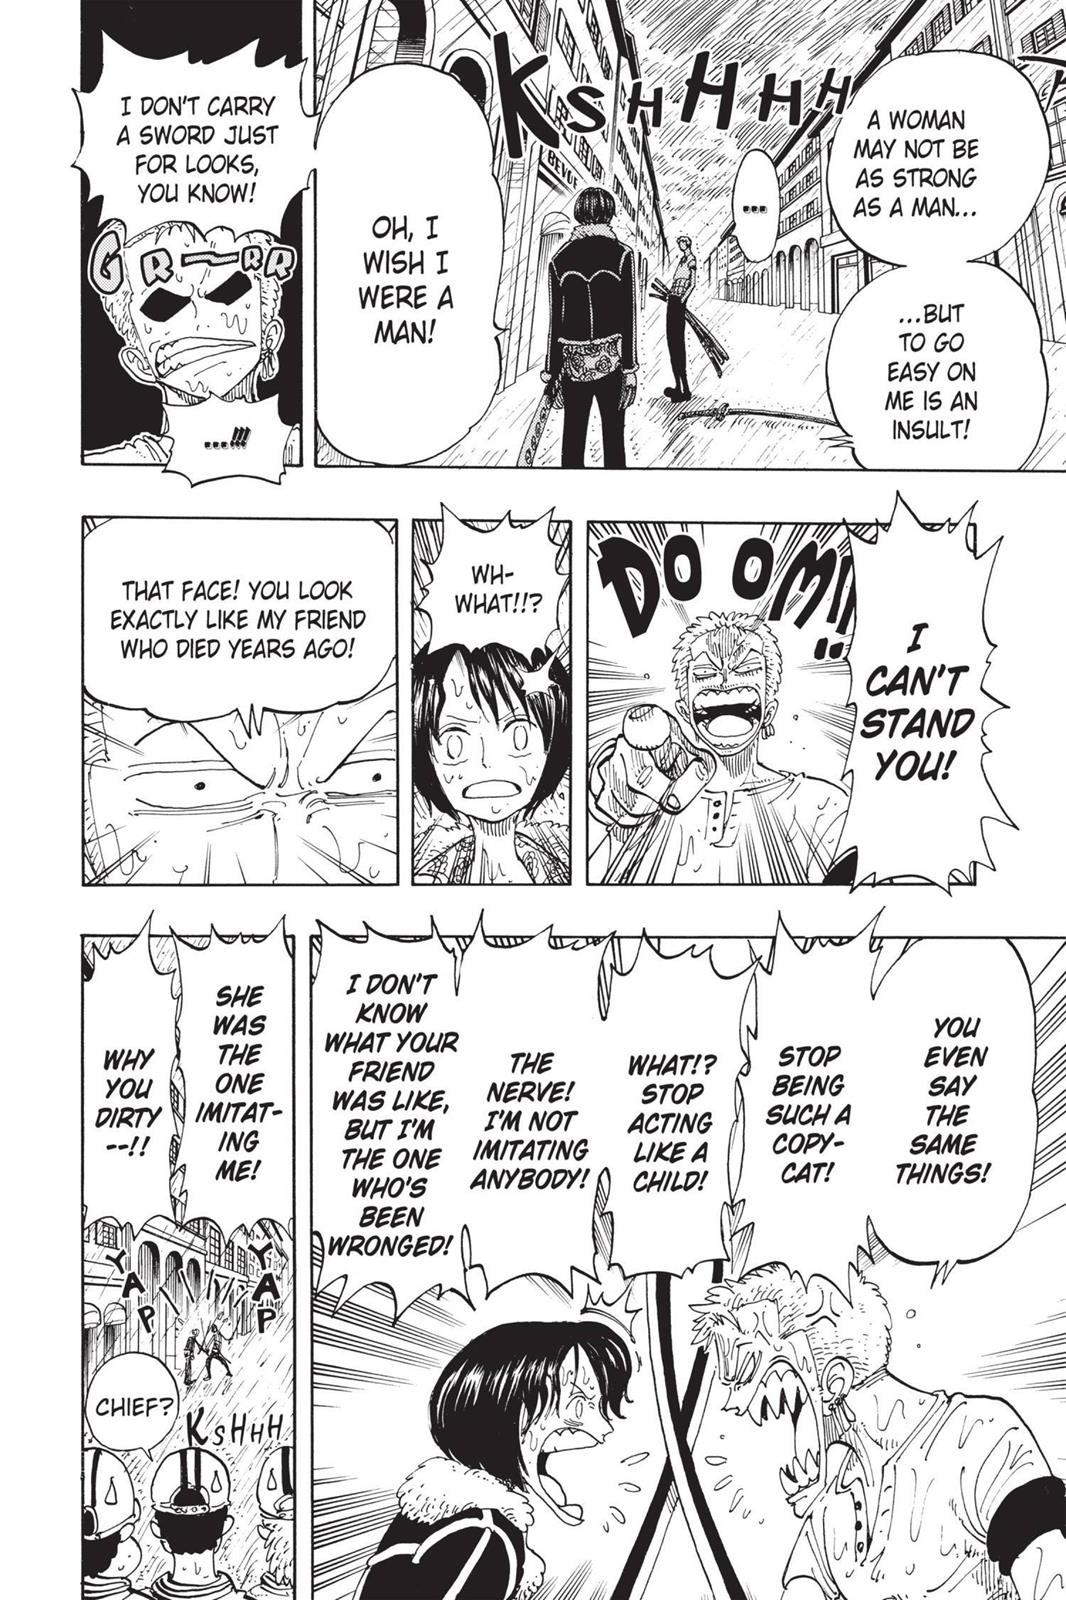 A WOMAN
MAY NOT BE
AS STRONG
AS A MAN...
...BUT
TO GO
EASY ON
ME IS AN
INSULT!
...
KSHHHH
BEVUE
OH, I
WISH I
WERE A
MAN!
I DON'T CARRY
A SWORD JUST
FOR LOOKS,
YOU KNOW!
GR—RR
...!!!
I
CAN'T
STAND
YOU!
DOOM!!
WH-
WHAT!!?
THAT FACE! YOU LOOK
EXACTLY LIKE MY FRIEND
WHO DIED YEARS AGO!
YOU
EVEN
SAY
THE
SAME
THINGS!
STOP
BEING
SUCH A
COPY-
CAT!
WHAT!?
STOP
ACTING
LIKE A
CHILD!
THE
NERVE!
I'M NOT
IMITATING
ANYBODY!
I DON'T
KNOW
WHAT YOUR
FRIEND
WAS LIKE,
BUT I'M
THE ONE
WHO'S
BEEN
WRONGED!
SHE
WAS
THE
ONE
IMITAT-
ING
ME!
WHY
YOU
DIRTY
--!!
YAP
YAP
CHIEF?
KSHHH